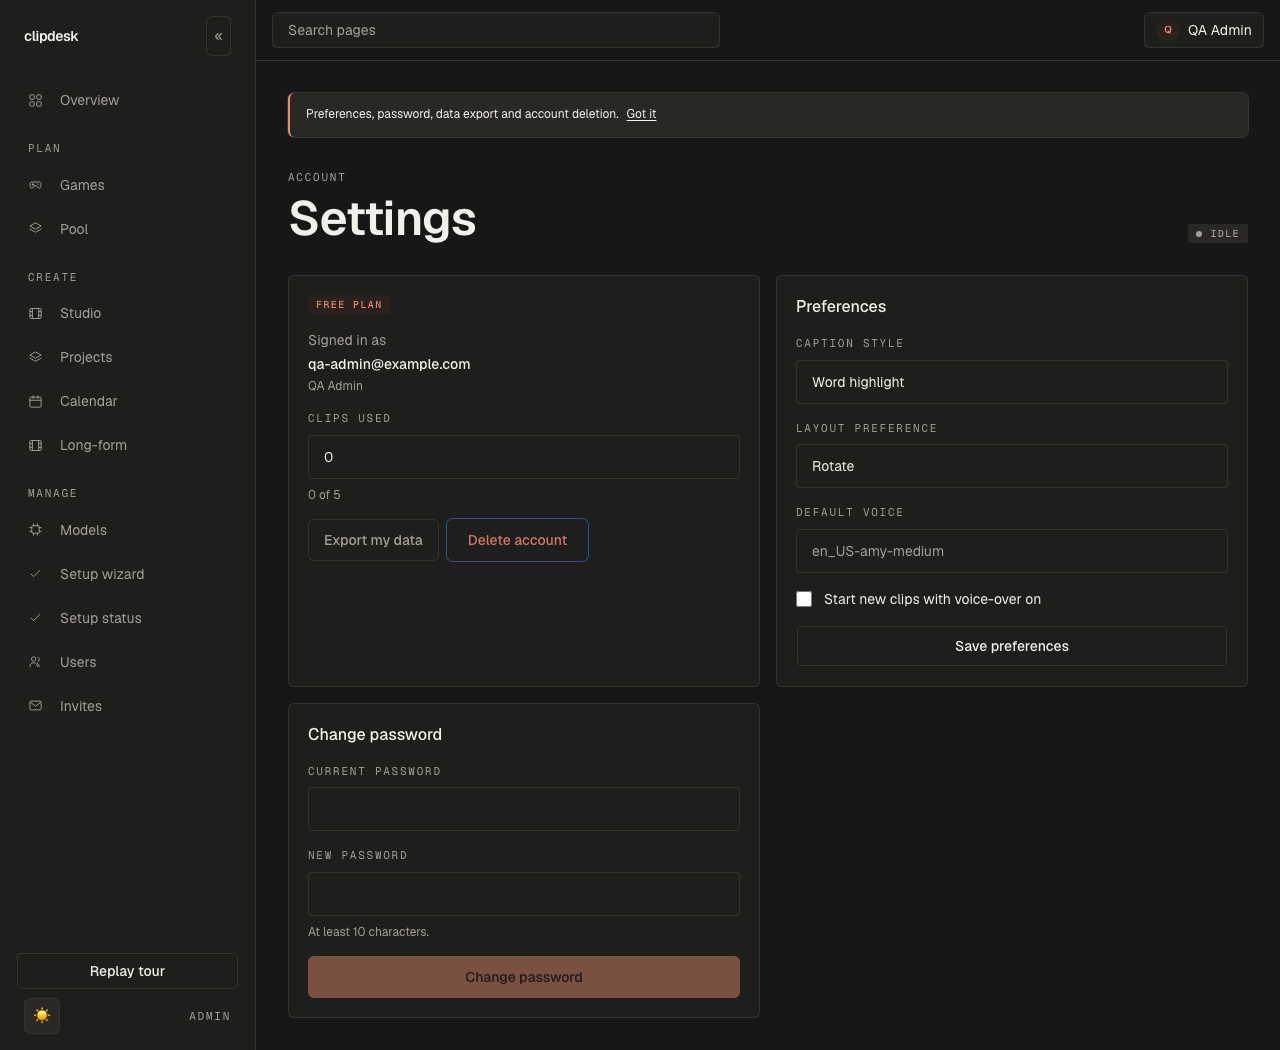 clipdesk
«
Search pages
Q
QA Admin
Overview
PLAN
Games
Pool
CREATE
Studio
Projects
Calendar
Long-form
MANAGE
Models
Setup wizard
Setup status
Users
Invites
Replay tour
ADMIN
Preferences, password, data export and account deletion. Got it
ACCOUNT
Settings
IDLE
FREE PLAN
Signed in as
qa-admin@example.com
QA Admin
CLIPS USED
0
0 of 5
Export my data
Delete account
Preferences
CAPTION STYLE
Word highlight
LAYOUT PREFERENCE
Rotate
DEFAULT VOICE
en_US-amy-medium
Start new clips with voice-over on
Save preferences
Change password
CURRENT PASSWORD
NEW PASSWORD
At least 10 characters.
Change password